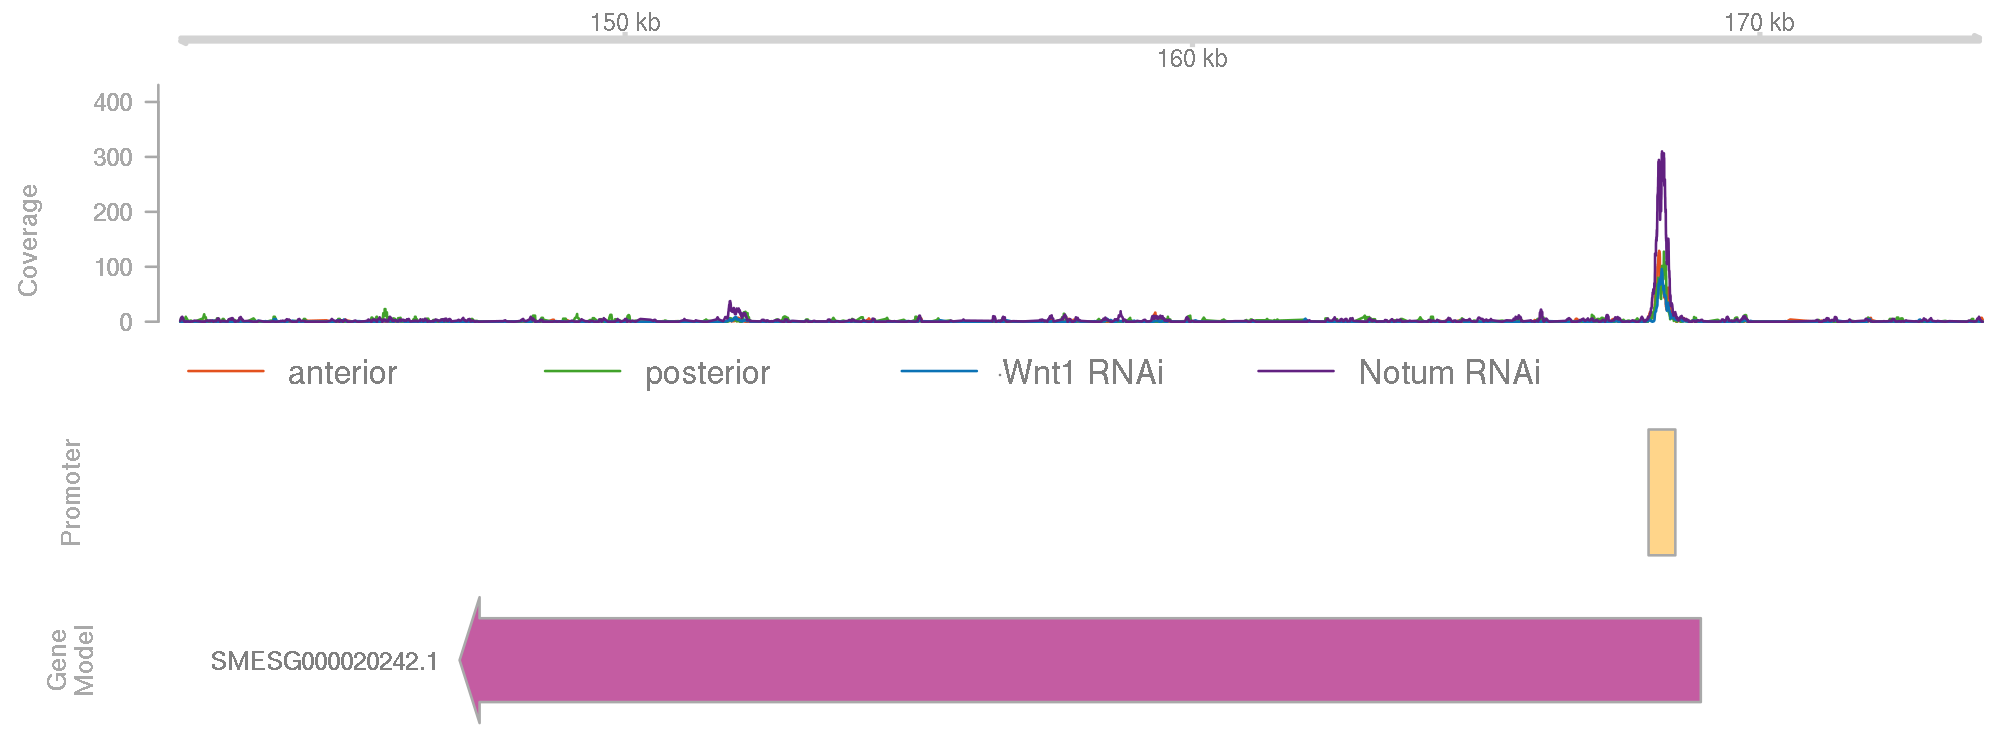 150 kb
170 kb
160 kb
400
300
200
100
0
Coverage
anterior posterior Wnt1 RNAi Notum RNAi
Promoter
Gene
Model
SMESG000020242.1